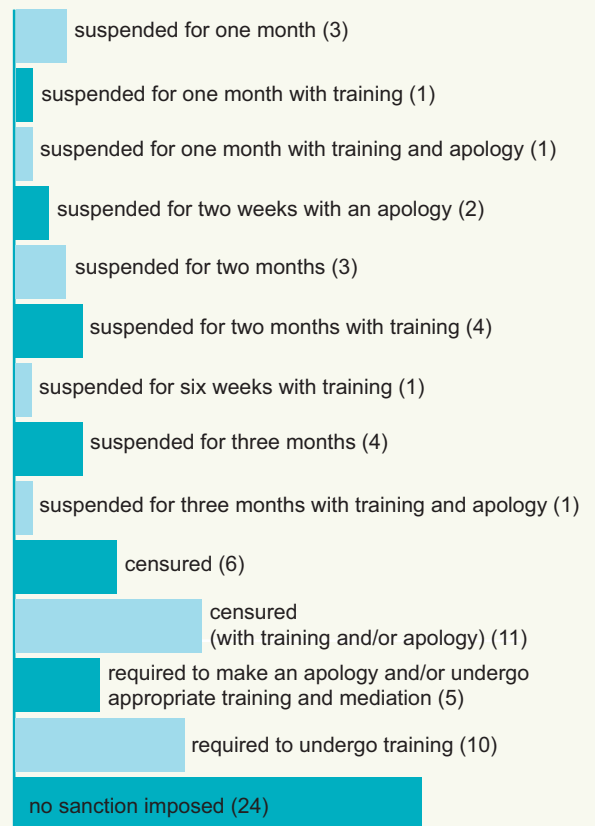 suspended for one month (3)
suspended for one month with training (1)
suspended for one month with training and apology (1)
suspended for two weeks with an apology (2)
suspended for two months (3)
suspended for two months with training (4)
suspended for six weeks with training (1)
suspended for three months (4)
suspended for three months with training and apology (1)
censured (6)
censured
(with training and/or apology) (11)
required to make an apology and/or undergo
appropriate training and mediation (5)
required to undergo training (10)
no sanction imposed (24)